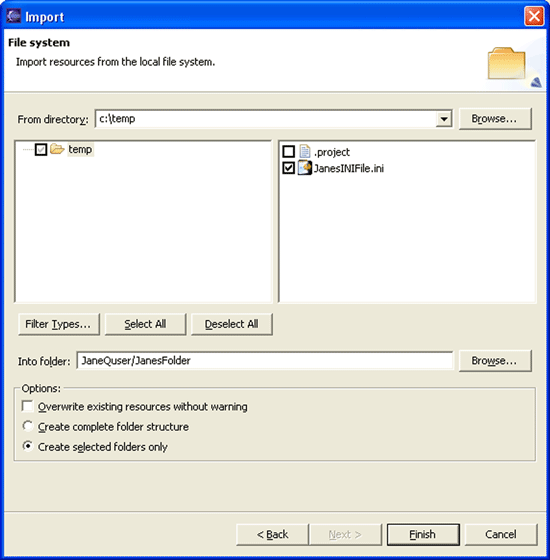 Import
File system
Import resources from the local file system.
From directory: c:\temp Browse...
temp
.project
JanesINIFile.ini
Filter Types... Select All Deselect All
Into folder: JaneQuser/JanesFolder Browse...
Options:
Overwrite existing resources without warning
Create complete folder structure
Create selected folders only
< Back Next > Finish Cancel